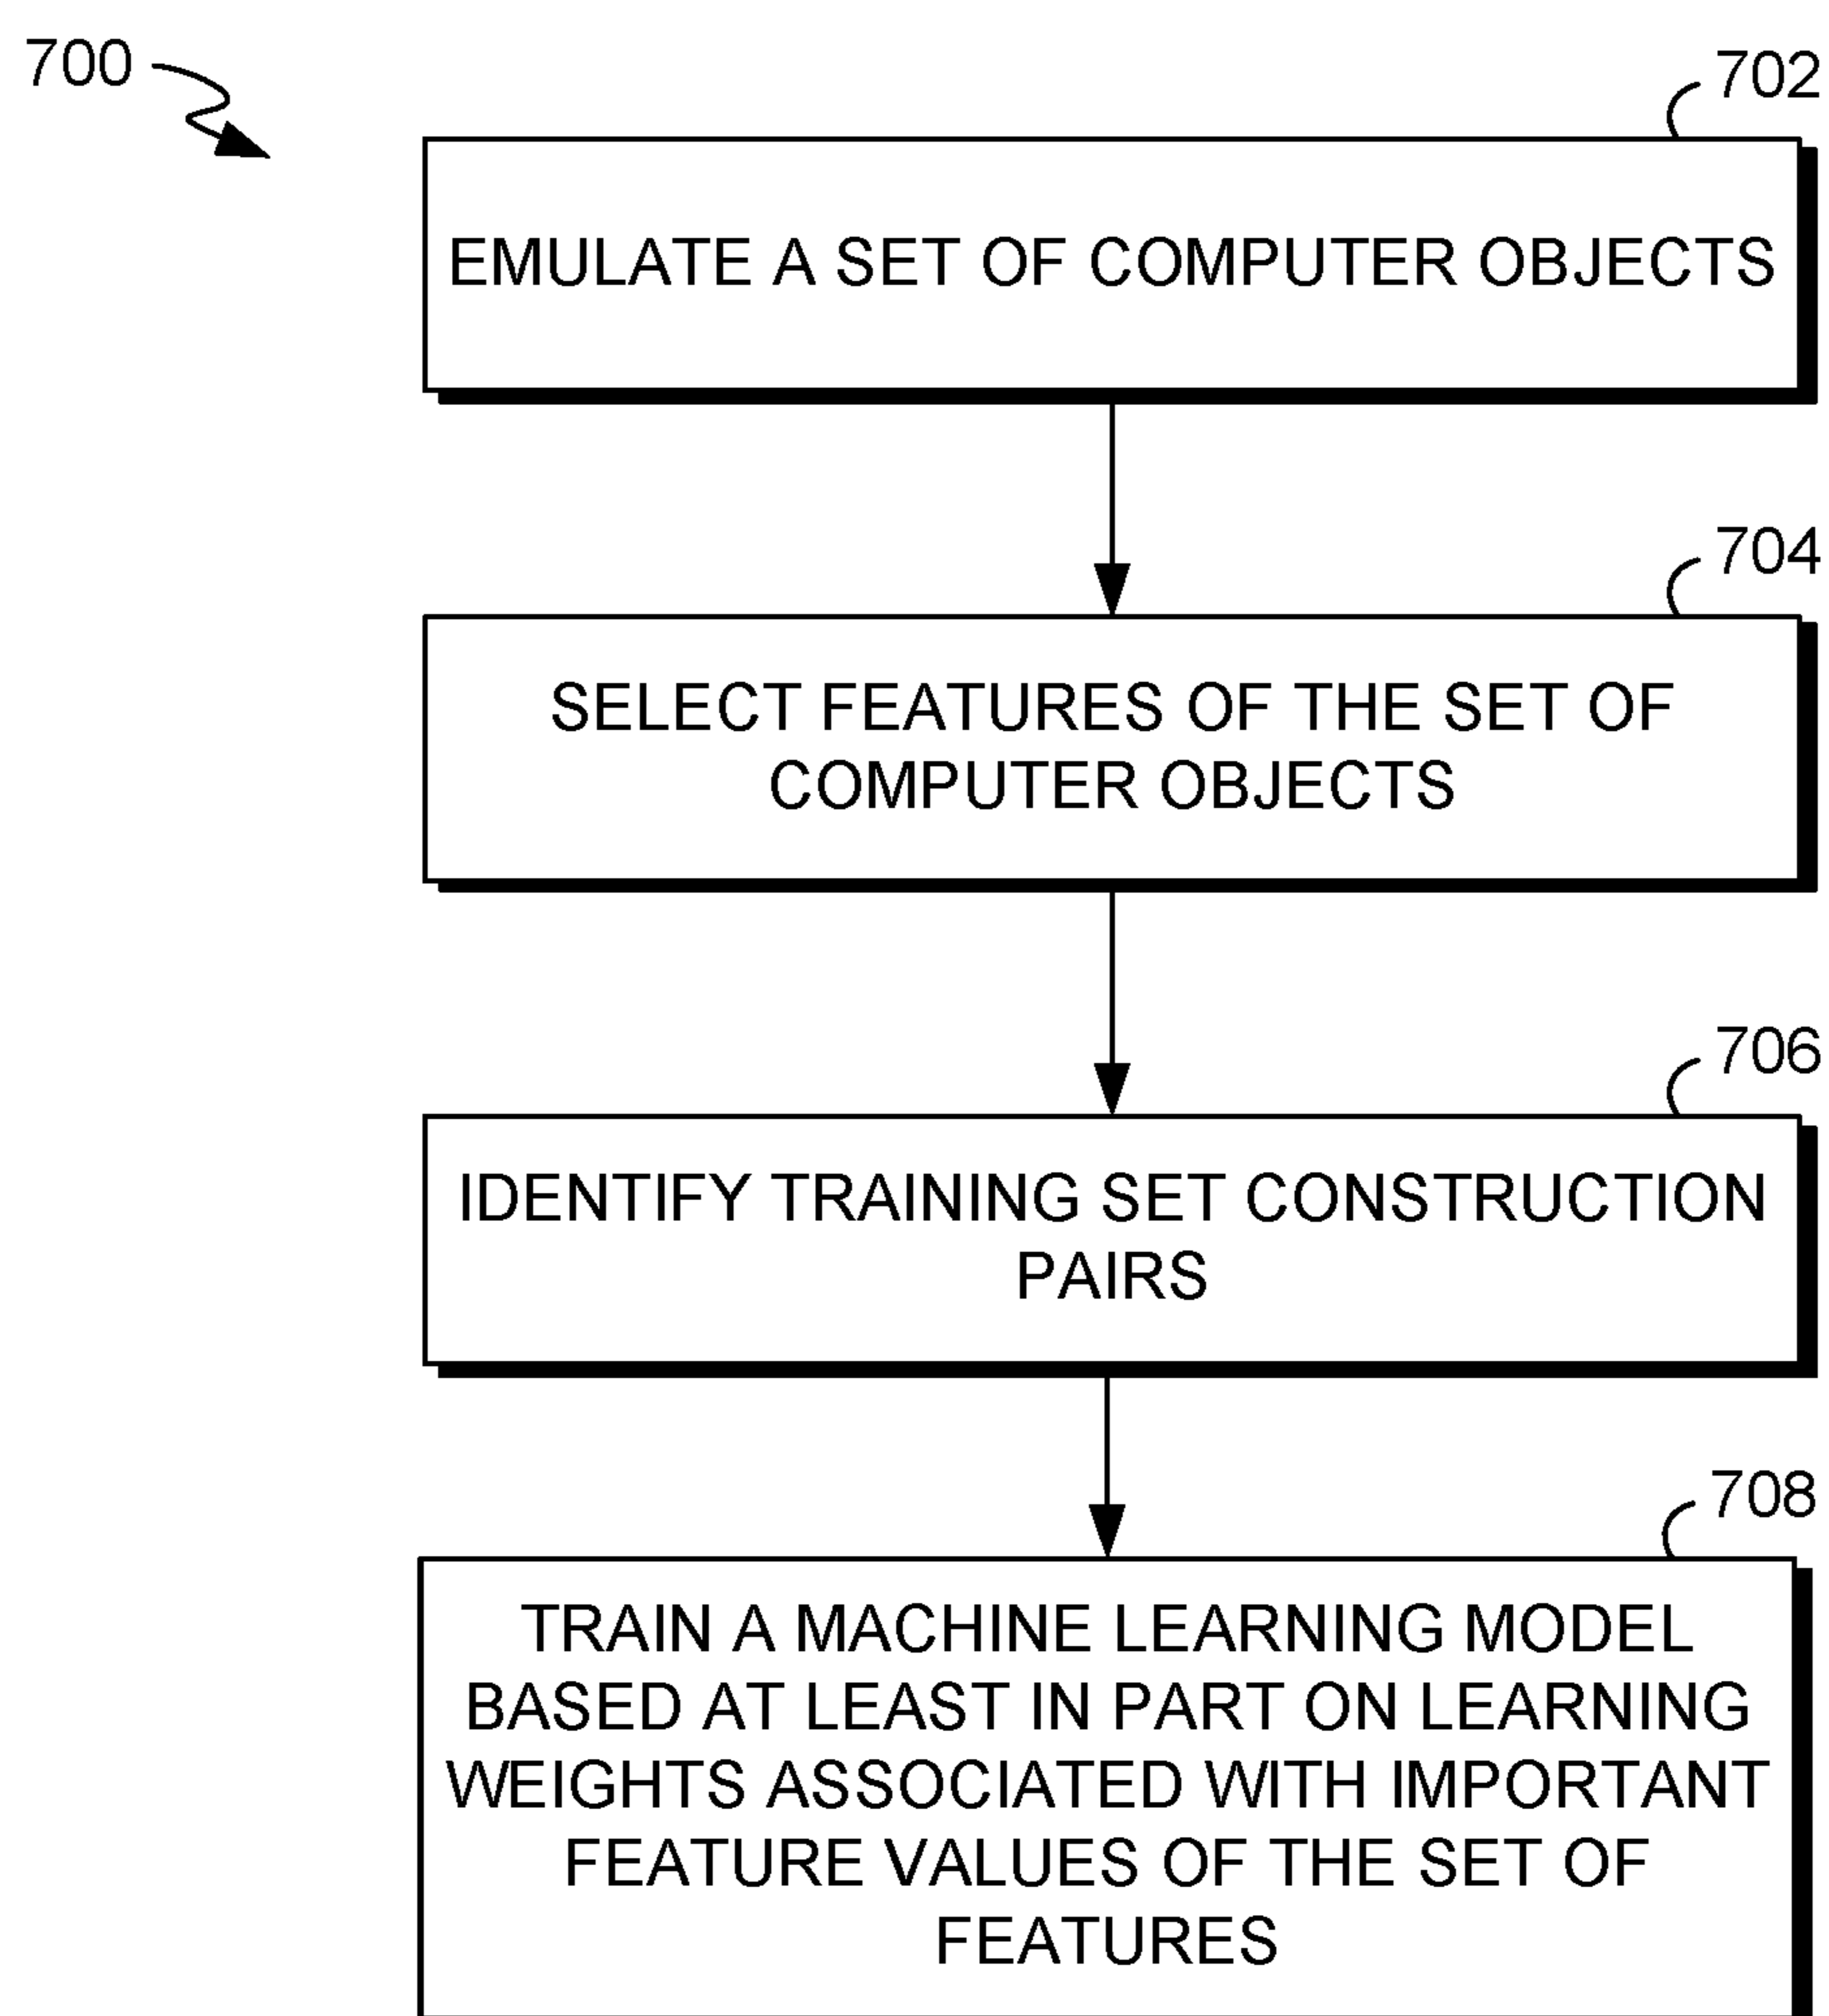 700
702
EMULATE A SET OF COMPUTER OBJECTS
704
SELECT FEATURES OF THE SET OF
COMPUTER OBJECTS
706
IDENTIFY TRAINING SET CONSTRUCTION
PAIRS
708
TRAIN A MACHINE LEARNING MODEL
BASED AT LEAST IN PART ON LEARNING
WEIGHTS ASSOCIATED WITH IMPORTANT
FEATURE VALUES OF THE SET OF
FEATURES